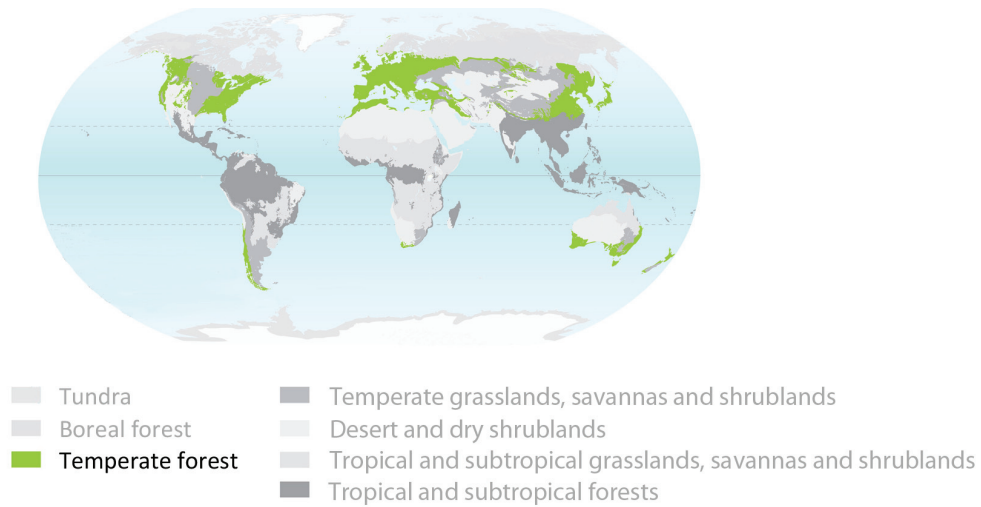 Tundra
Boreal forest
Temperate forest
Temperate grasslands, savannas and shrublands
Desert and dry shrublands
Tropical and subtropical grasslands, savannas and shrublands
Tropical and subtropical forests